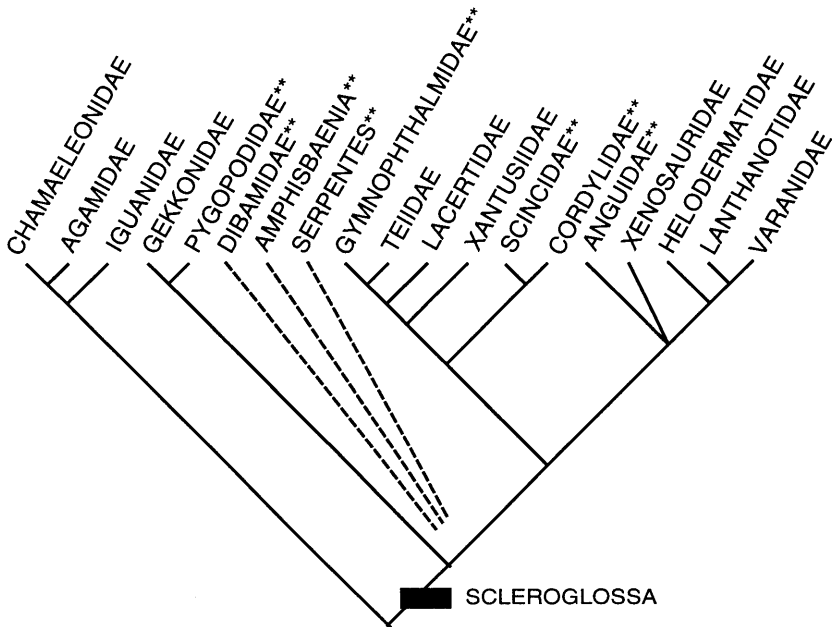 CHAMAELEONIDAE
AGAMIDAE
IGUANIDAE
GEKKONIDAE
PYGOPODIDAE**
DIBAMIDAE**
AMPHISBAENIA**
SERPENTES**
GYMNOPHTHALMIDAE**
TEIIDAE
LACERTIDAE
XANTUSIIDAE
SCINCIDAE**
CORDYLIDAE**
ANGUIDAE**
XENOSAURIDAE
HELODERMATIDAE
LANTHANOTIDAE
VARANIDAE
SCLEROGLOSSA